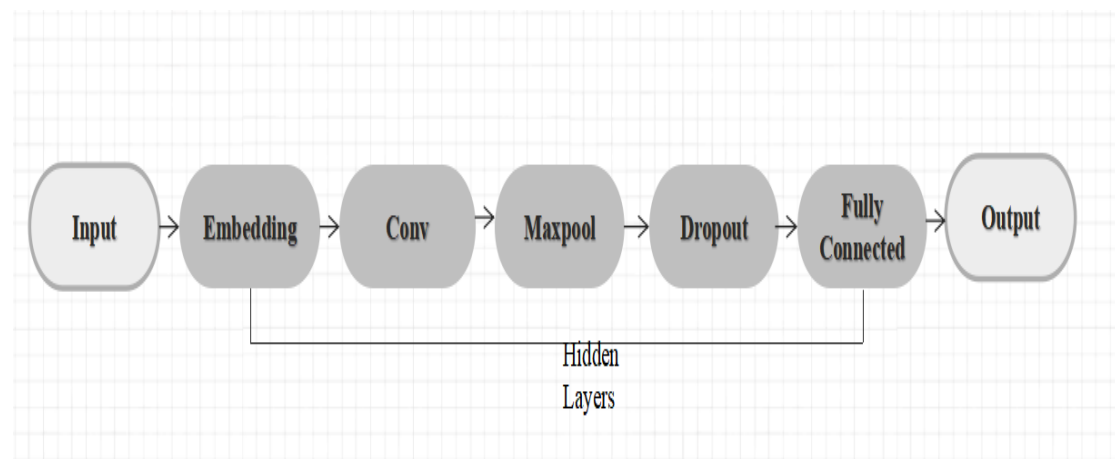 Input
Embedding
Conv
Maxpool
Dropout
Fully
Connected
Output
Hidden
Layers